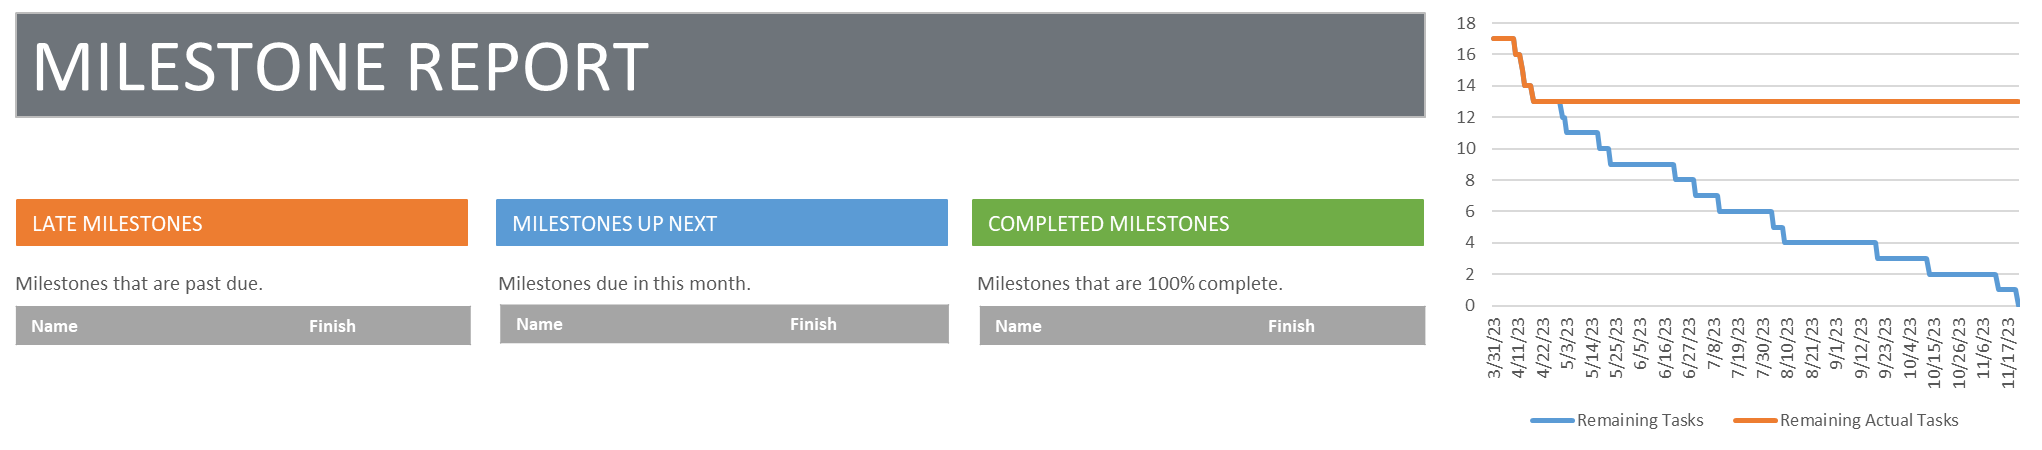 MILESTONE REPORT
LATE MILESTONES
Milestones that are past due.
Name Finish
MILESTONES UP NEXT
Milestones due in this month.
Name Finish
COMPLETED MILESTONES
Milestones that are 100% complete.
Name Finish
18
16
14
12
10
8
6
4
2
0
3/31/23
4/11/23
4/22/23
5/3/23
5/14/23
5/25/23
6/5/23
6/16/23
6/27/23
7/8/23
7/19/23
7/30/23
8/10/23
8/21/23
9/1/23
9/12/23
9/23/23
10/4/23
10/15/23
10/26/23
11/6/23
11/17/23
Remaining Tasks Remaining Actual Tasks